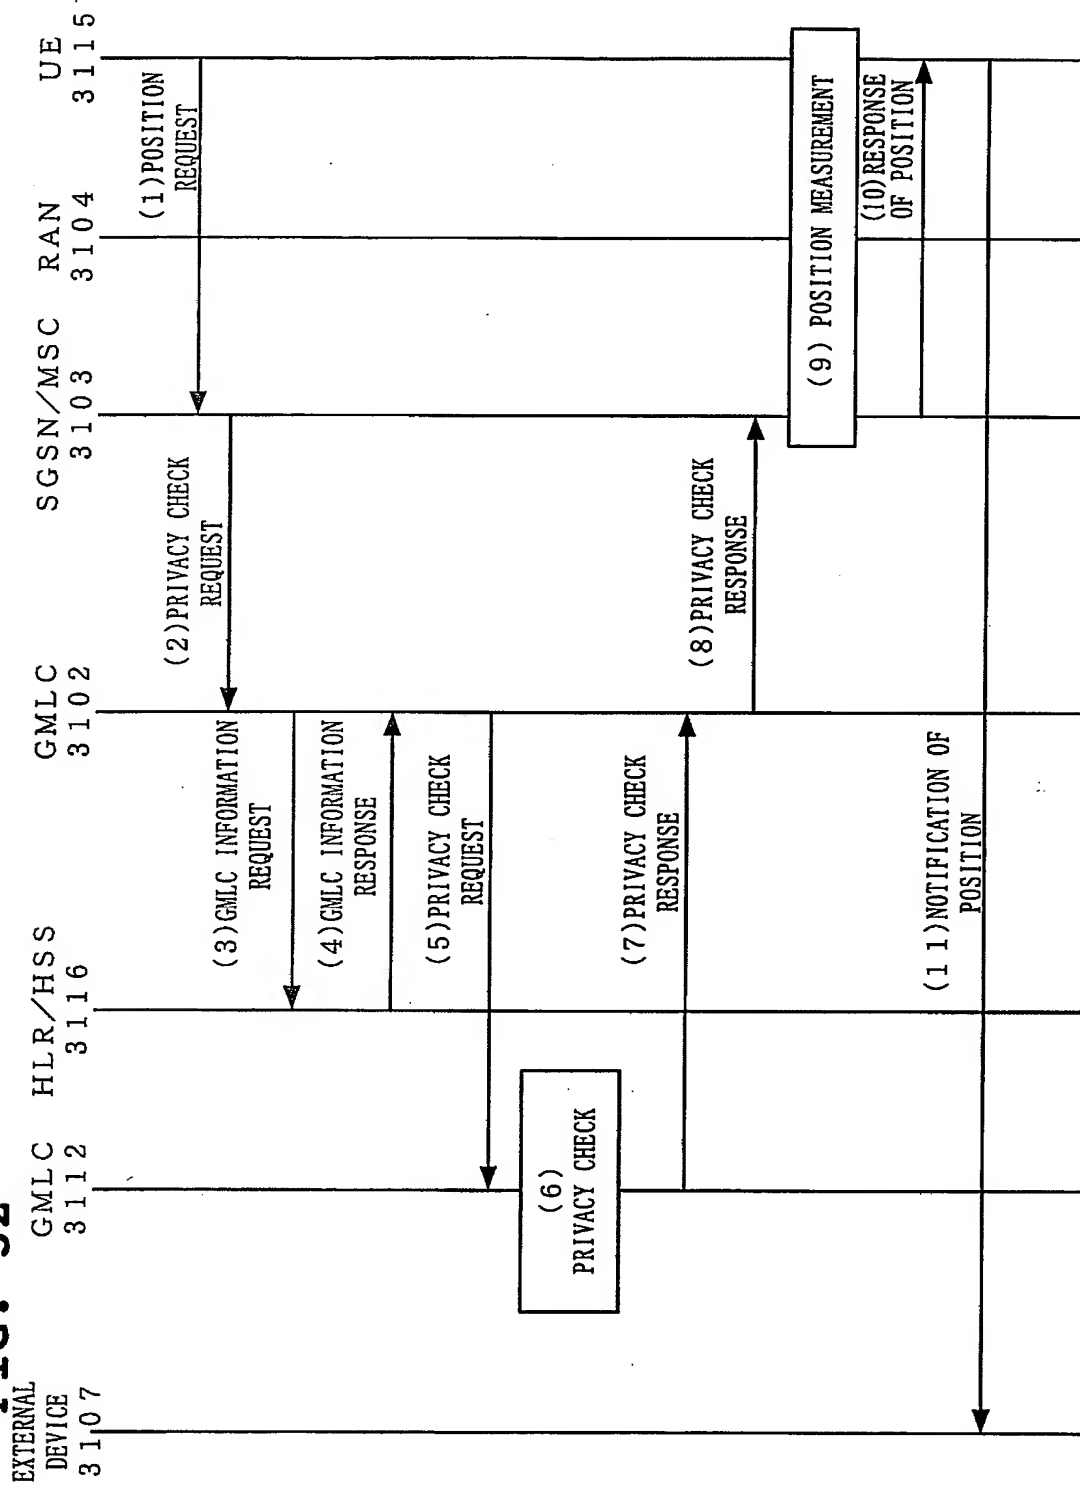 FIG.
EXTERNAL
DEVICE
3107
GMLC
3112
HLR/HSS
3116
GMLC
3102
SGSN/MSC
3103
RAN
3104
UE
3115
(1)POSITION
REQUEST
(2)PRIVACY CHECK
REQUEST
(3)GMLC INFORMATION
REQUEST
(4)GMLC INFORMATION
RESPONSE
(5)PRIVACY CHECK
REQUEST
(6)
PRIVACY CHECK
(7)PRIVACY CHECK
RESPONSE
(8)PRIVACY CHECK
RESPONSE
(9) POSITION MEASUREMENT
(10)RESPONSE
OF POSITION
(11)NOTIFICATION OF
POSITION